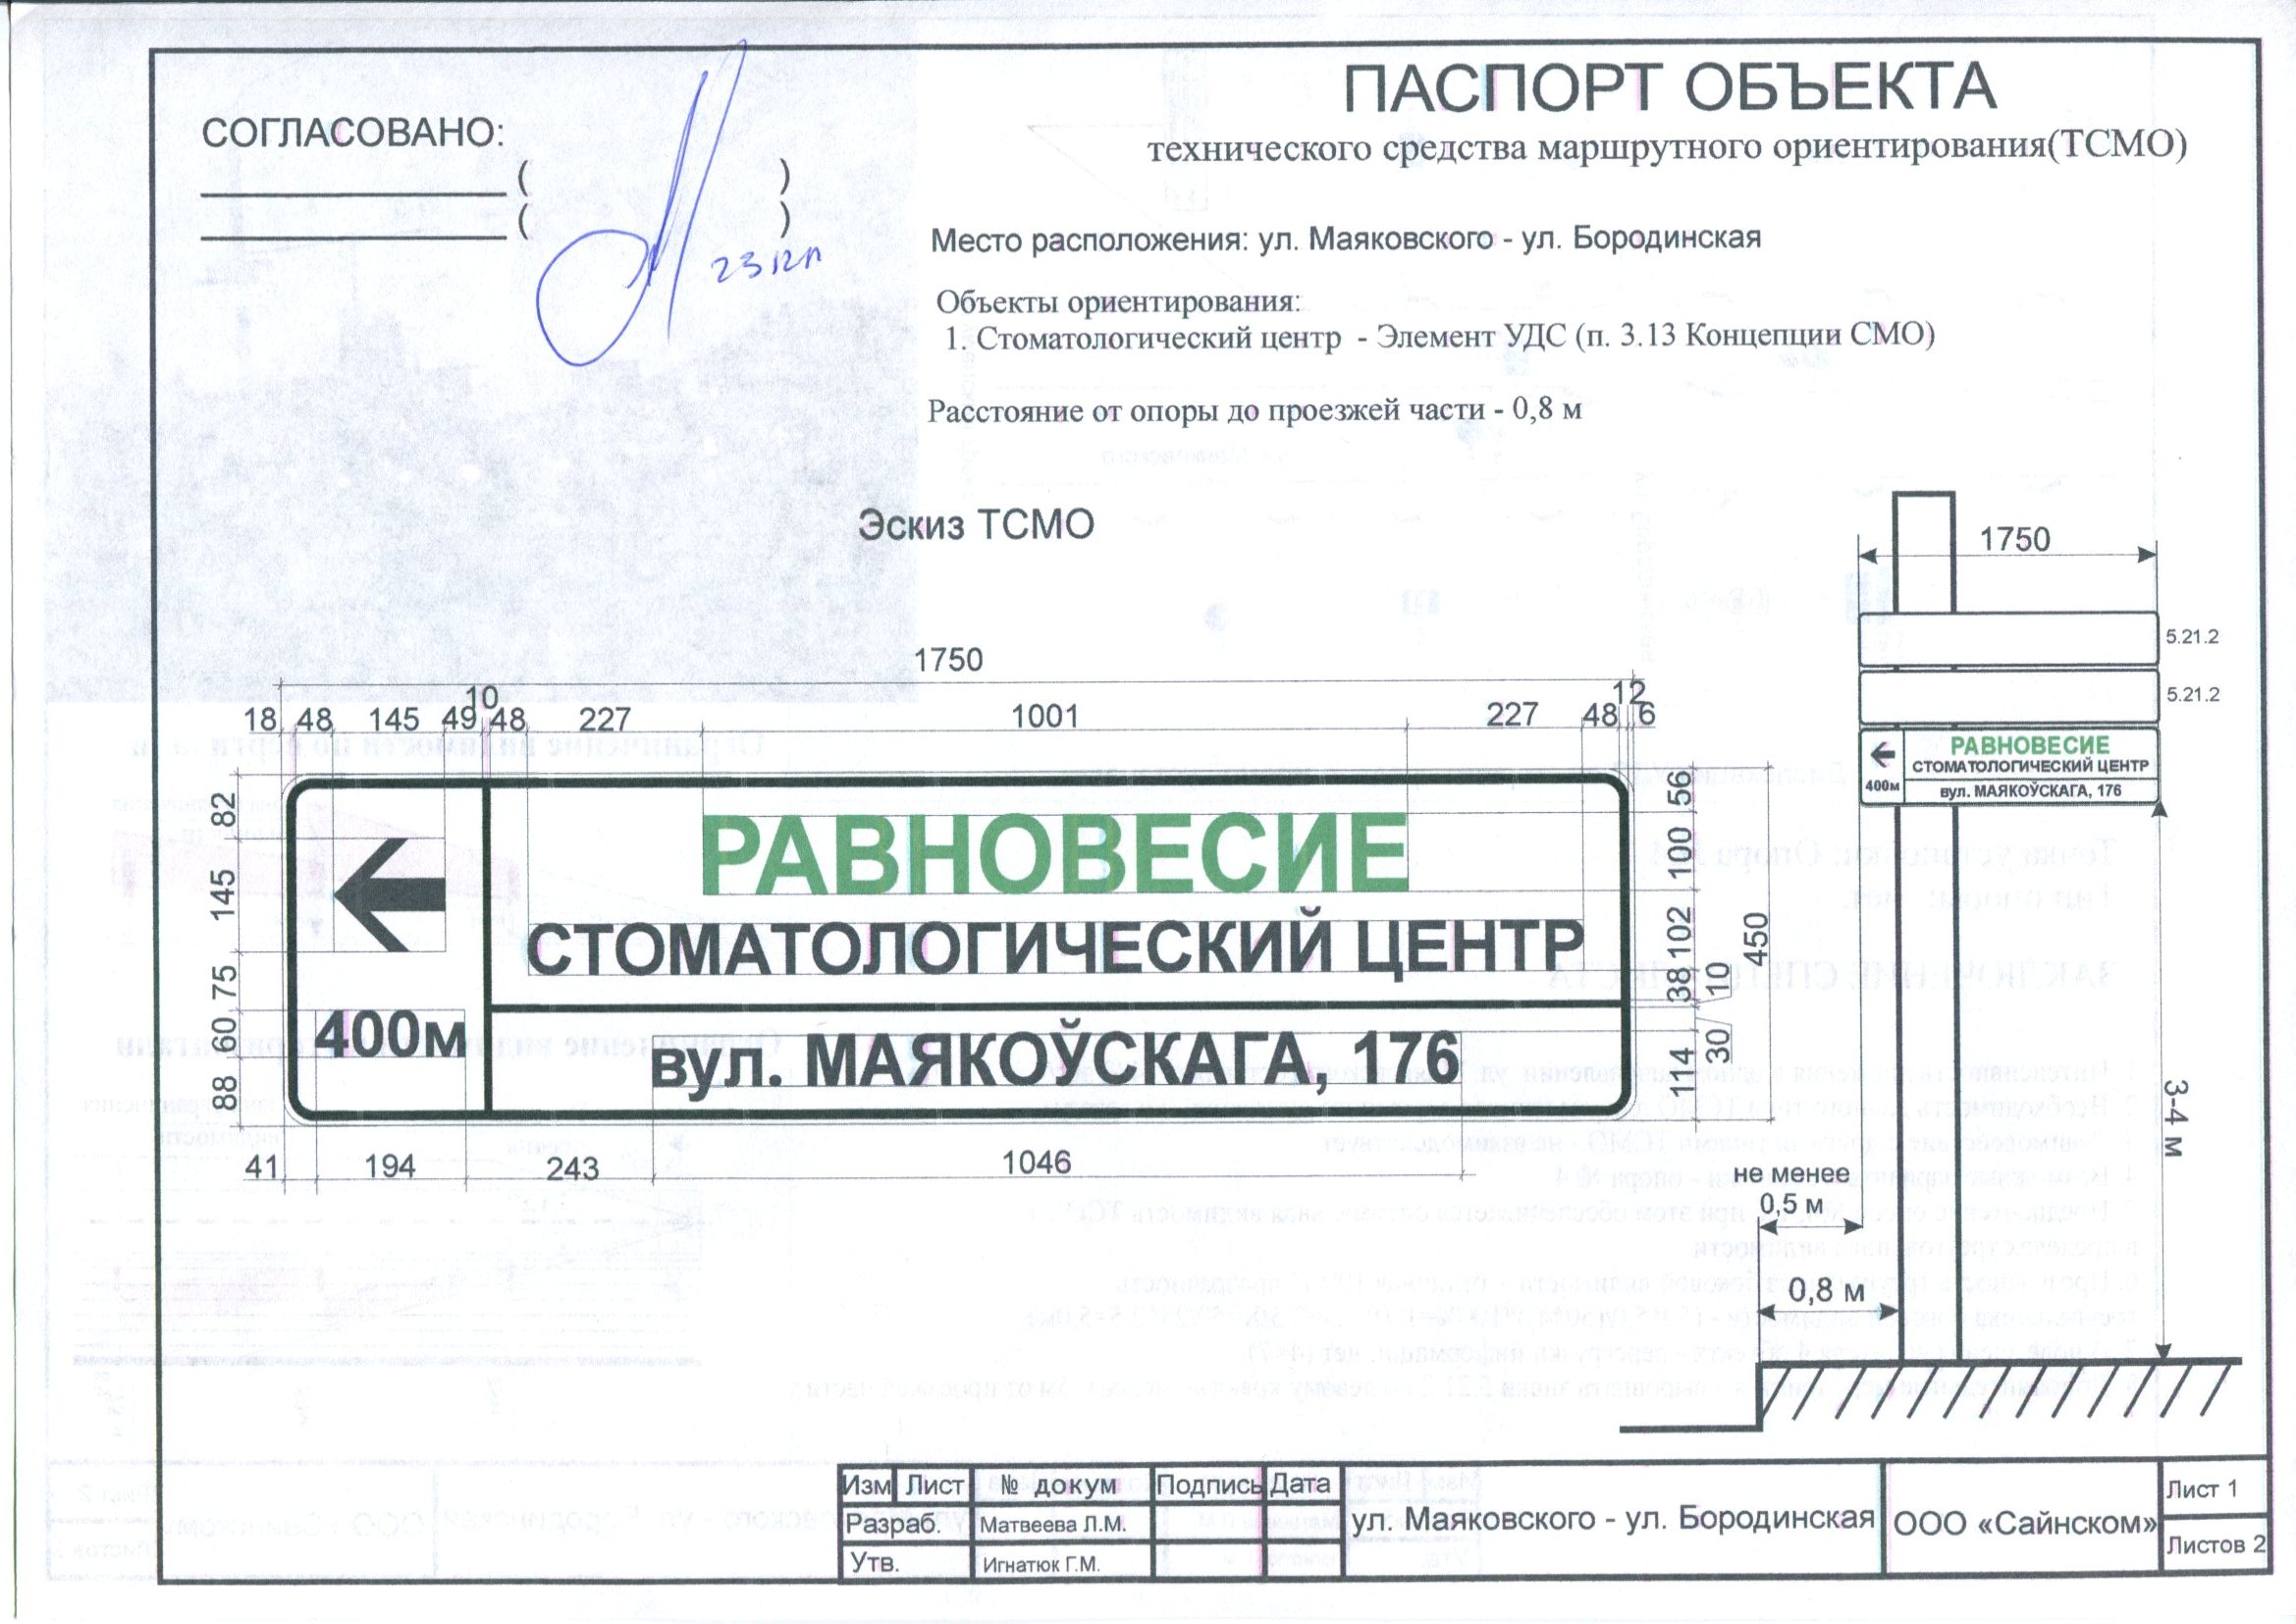 СОГЛАСОВАНО:
( )
( )
ПАСПОРТ ОБЪЕКТА
технического средства маршрутного ориентирования(ТСМО)
Место расположения: ул. Маяковского - ул. Бородинская
Объекты ориентирования:
1. Стоматологический центр - Элемент УДС (п. 3.13 Концепции СМО)
Расстояние от опоры до проезжей части - 0,8 м
Эскиз ТСМО
1750
18 48 145 49 10 48 227 1001 227 48 12 6
82 145 75 60 88
400м
РАВНОВЕСИЕ
СТОМАТОЛОГИЧЕСКИЙ ЦЕНТР
вул. МАЯКОЎСКАГА, 176
56 100 102 38 10 30 114
450
41 194 243 1046
1750
5.21.2
5.21.2
РАВНОВЕСИЕ
СТОМАТОЛОГИЧЕСКИЙ ЦЕНТР
400м
вул. МАЯКОЎСКАГА, 176
3-4 м
не менее
0,5 м
0,8 м
Изм Лист № докум Подпись Дата
Разраб. Матвеева Л.М.
Утв. Игнатюк Г.М.
ул. Маяковского - ул. Бородинская
ООО «Сайнском»
Лист 1
Листов 2